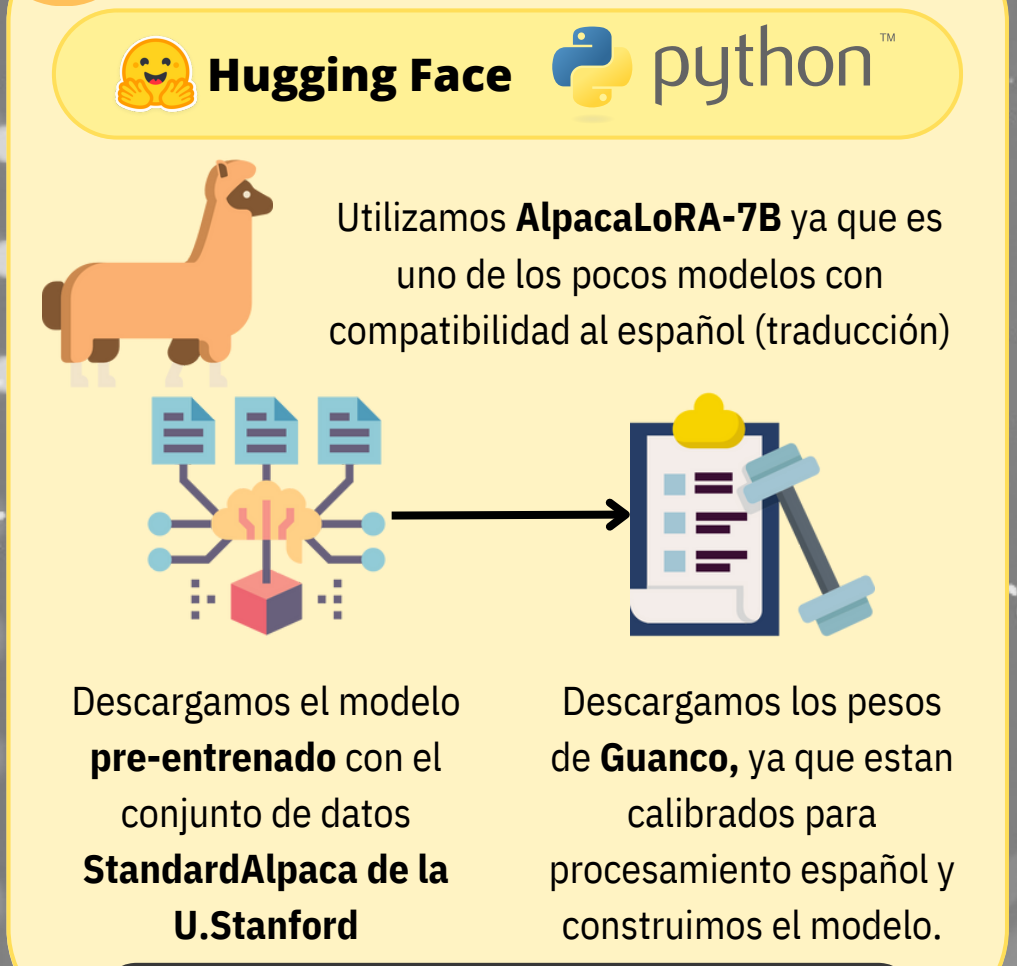 Hugging Face
python™
Utilizamos AlpacaLoRA-7B ya que es
uno de los pocos modelos con
compatibilidad al español (traducción)
Descargamos el modelo
pre-entrenado con el
conjunto de datos
StandardAlpaca de la
U.Stanford
Descargamos los pesos
de Guanco, ya que estan
calibrados para
procesamiento español y
construimos el modelo.